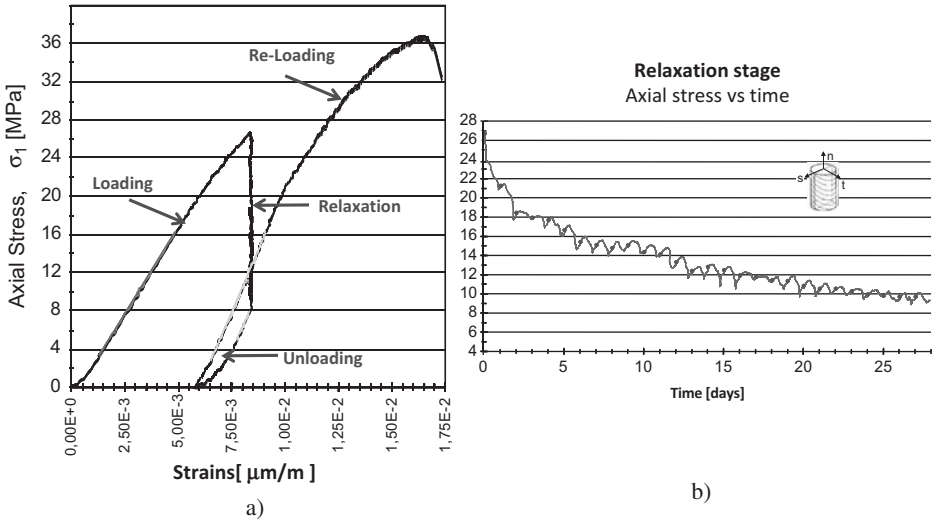 Axial Stress, σ1 [MPa]
36
32
28
24
20
16
12
8
4
0
Re-Loading
Loading
Relaxation
Unloading
0,00E+0
2,50E-3
5,00E-3
7,50E-3
1,00E-2
1,25E-2
1,50E-2
1,75E-2
Strains[ μm/m ]
a)
Relaxation stage
Axial stress vs time
28
26
24
22
20
18
16
14
12
10
8
6
4
n
s
t
0
5
10
15
20
25
Time [days]
b)